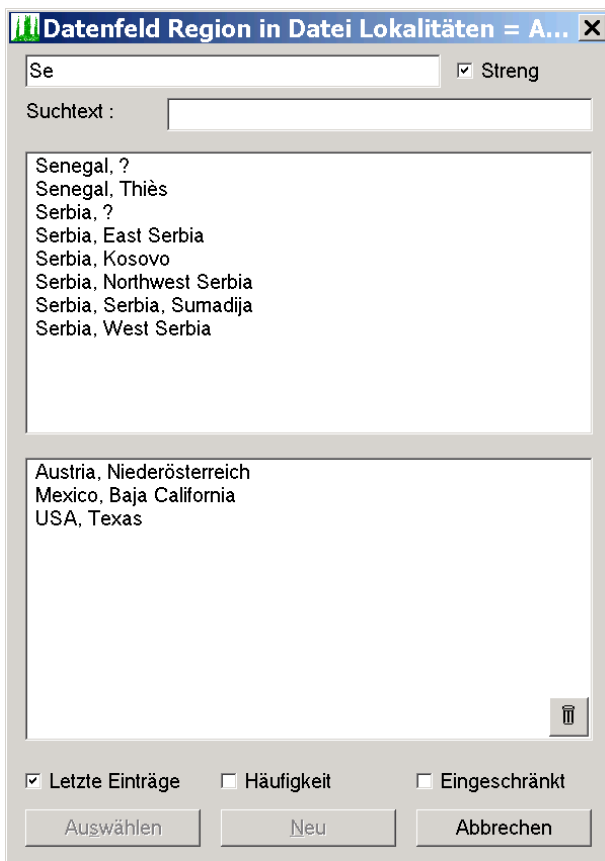 Datenfeld Region in Datei Lokalitäten = A...
Se
Streng
Suchtext :
Senegal, ?
Senegal, Thiès
Serbia, ?
Serbia, East Serbia
Serbia, Kosovo
Serbia, Northwest Serbia
Serbia, Serbia, Sumadija
Serbia, West Serbia
Austria, Niederösterreich
Mexico, Baja California
USA, Texas
Letzte Einträge Häufigkeit Eingeschränkt
Auswählen Neu Abbrechen